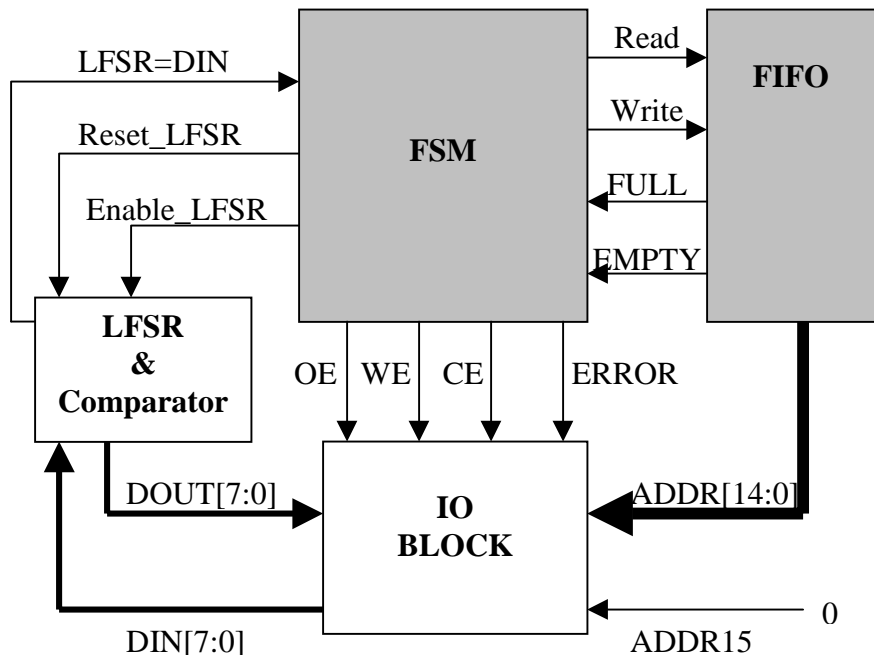 LFSR=DIN
Reset_LFSR
Enable_LFSR
FSM
Read
Write
FULL
EMPTY
FIFO
LFSR
&
Comparator
OE
WE
CE
ERROR
DOUT[7:0]
IO
BLOCK
ADDR[14:0]
DIN[7:0]
ADDR15
0